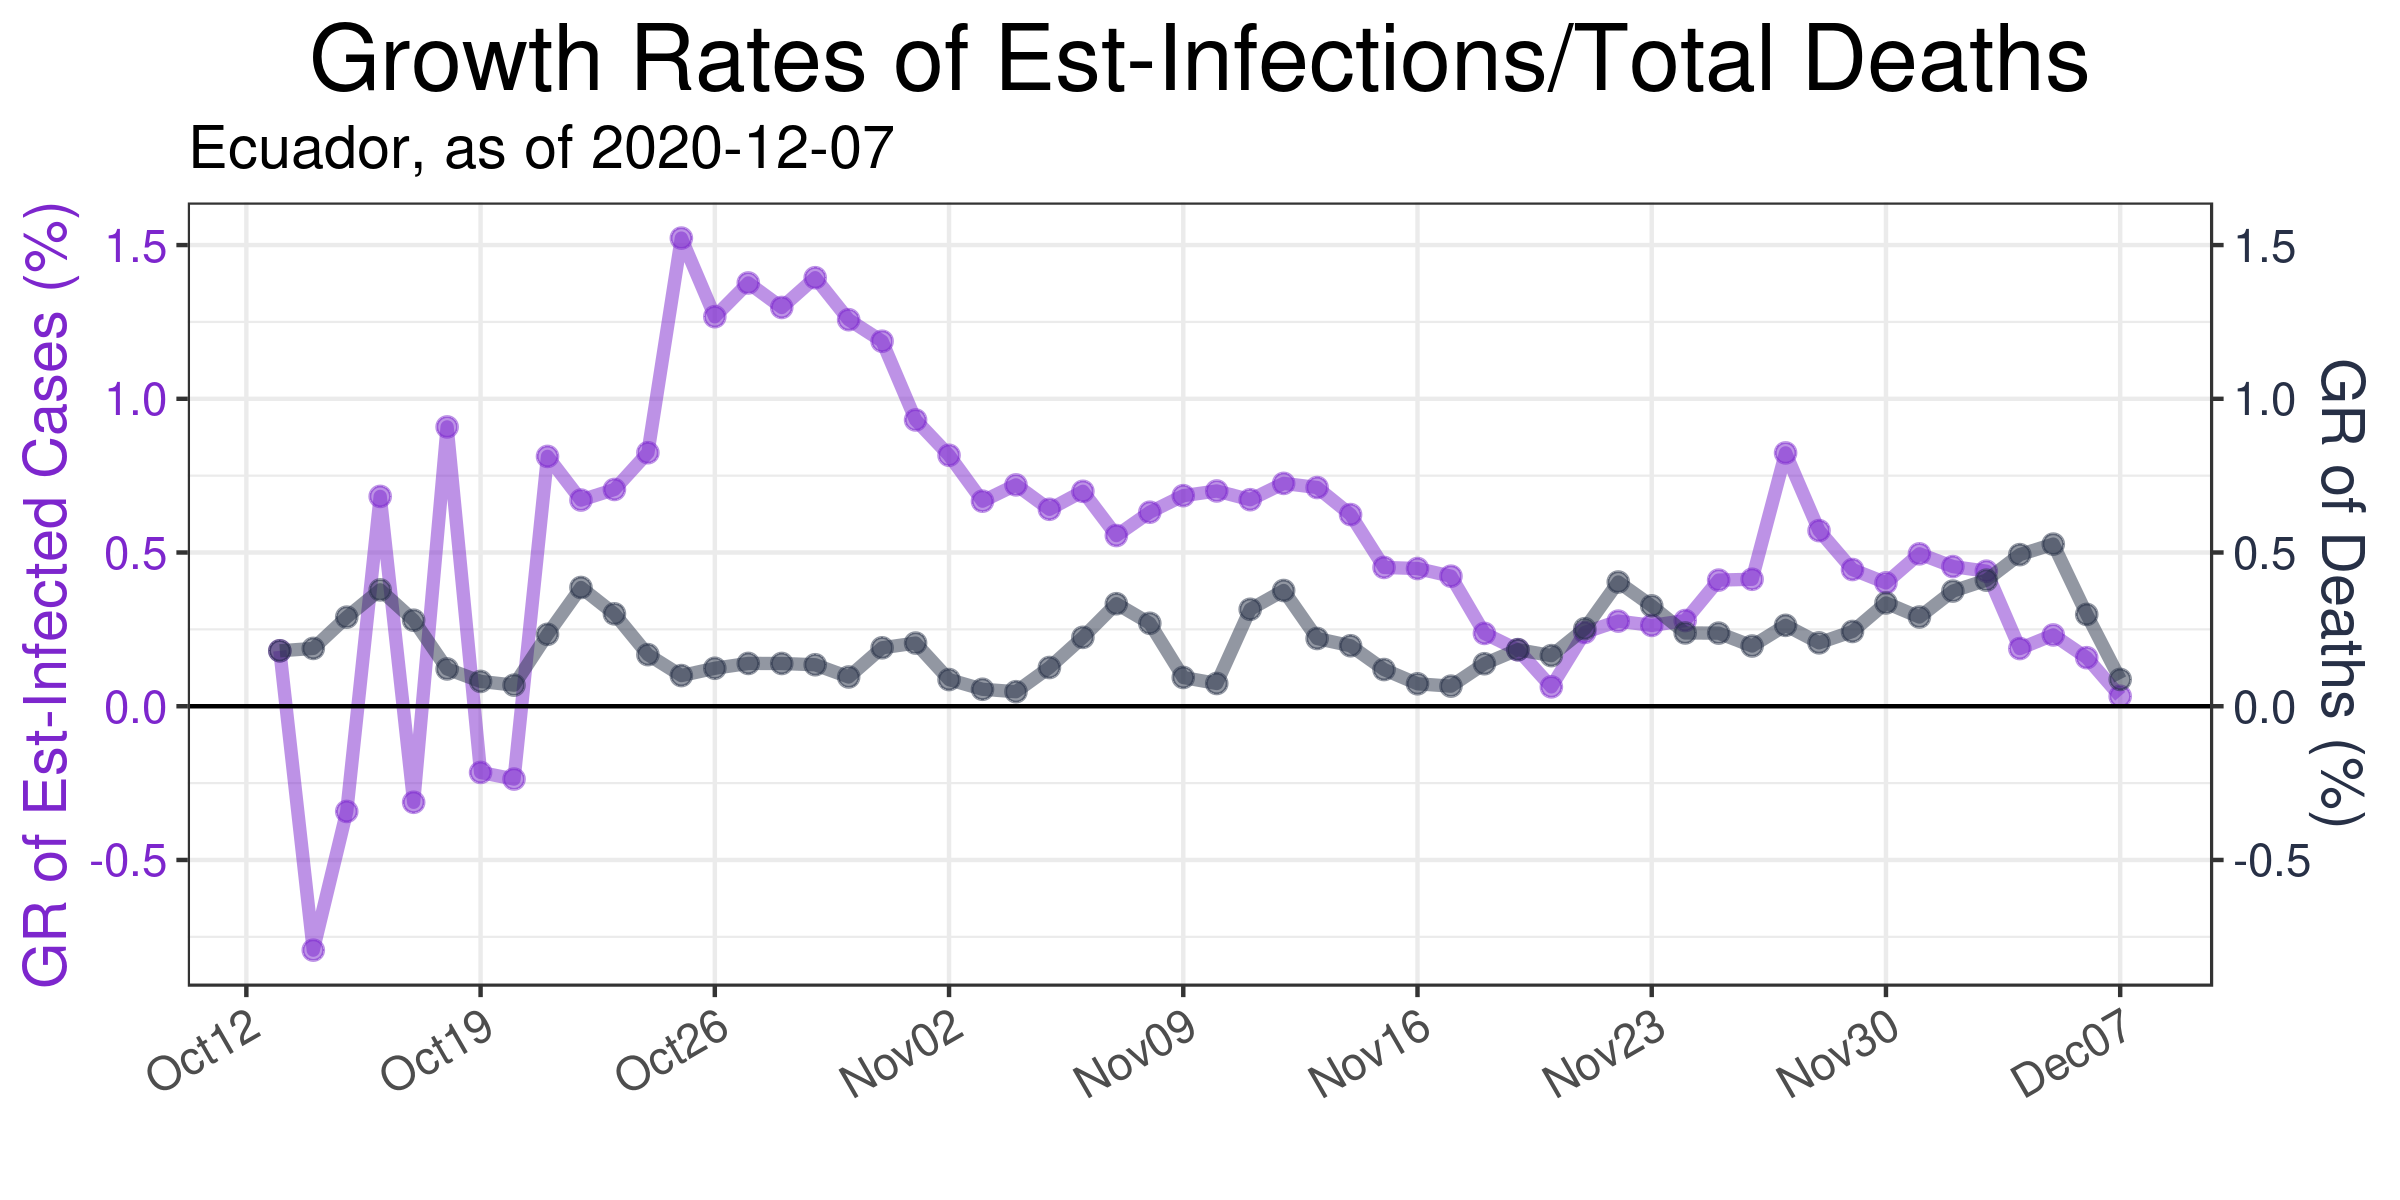 Growth Rates of Est-Infections/Total Deaths
Ecuador, as of 2020-12-07
GR of Est-Infected Cases (%)
1.5
1.0
0.5
0.0
-0.5
1.5
1.0
0.5
0.0
-0.5
GR of Deaths (%)
Oct12
Oct19
Oct26
Nov02
Nov09
Nov16
Nov23
Nov30
Dec07